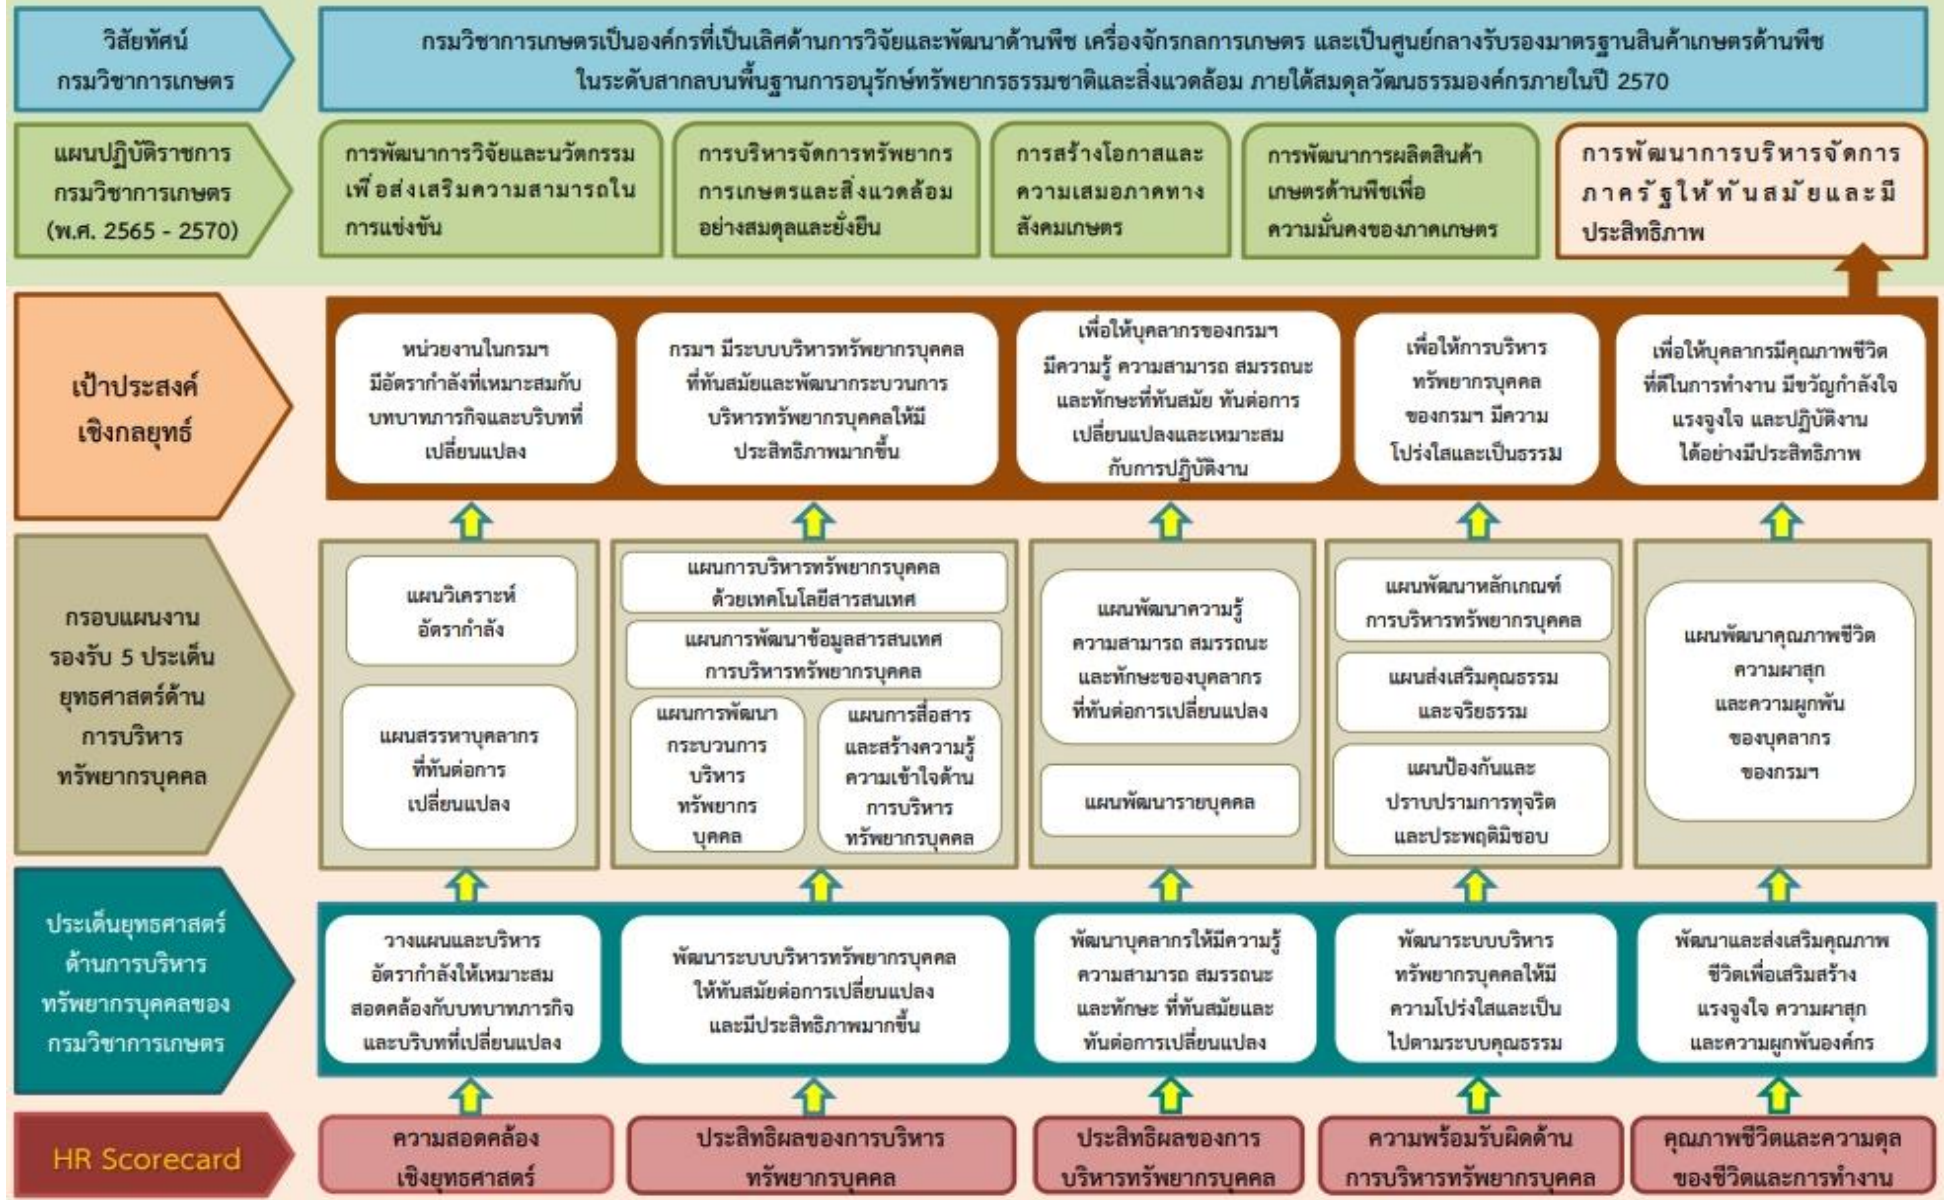 วิสัยทัศน์
กรมวิชาการเกษตร
กรมวิชาการเกษตรเป็นองค์กรที่เป็นเลิศด้านการวิจัยและพัฒนาด้านพืช เครื่องจักรกลการเกษตร และเป็นศูนย์กลางรับรองมาตรฐานสินค้าเกษตรด้านพืช
ในระดับสากลบนพื้นฐานการอนุรักษ์ทรัพยากรธรรมชาติและสิ่งแวดล้อม ภายใต้สมดุลวัฒนธรรมองค์กรภายในปี 2570
แผนปฏิบัติราชการ
กรมวิชาการเกษตร
(พ.ศ. 2565 - 2570)
การพัฒนาการวิจัยและนวัตกรรม
เพื่อส่งเสริมความสามารถใน
การแข่งขัน
การบริหารจัดการทรัพยากร
การเกษตรและสิ่งแวดล้อม
อย่างสมดุลและยั่งยืน
การสร้างโอกาสและ
ความเสมอภาคทาง
สังคมเกษตร
การพัฒนาการผลิตสินค้า
เกษตรด้านพืชเพื่อ
ความมั่นคงของภาคเกษตร
การพัฒนาการบริหารจัดการ
ภาครัฐให้ทันสมัยและมี
ประสิทธิภาพ
เป้าประสงค์
เชิงกลยุทธ์
หน่วยงานในกรมฯ
มีอัตรากำลังที่เหมาะสมกับ
บทบาทภารกิจและบริบทที่
เปลี่ยนแปลง
กรมฯ มีระบบบริหารทรัพยากรบุคคล
ที่ทันสมัยและพัฒนากระบวนการ
บริหารทรัพยากรบุคคลให้มี
ประสิทธิภาพมากขึ้น
เพื่อให้บุคลากรของกรมฯ
มีความรู้ ความสามารถ สมรรถนะ
และทักษะที่ทันสมัย ทันต่อการ
เปลี่ยนแปลงและเหมาะสม
กับการปฏิบัติงาน
เพื่อให้การบริหาร
ทรัพยากรบุคคล
ของกรมฯ มีความ
โปร่งใสและเป็นธรรม
เพื่อให้บุคลากรมีคุณภาพชีวิต
ที่ดีในการทำงาน มีขวัญกำลังใจ
แรงจูงใจ และปฏิบัติงาน
ได้อย่างมีประสิทธิภาพ
กรอบแผนงาน
รองรับ 5 ประเด็น
ยุทธศาสตร์ด้าน
การบริหาร
ทรัพยากรบุคคล
แผนวิเคราะห์
อัตรากำลัง
แผนสรรหาบุคลากร
ที่ทันต่อการ
เปลี่ยนแปลง
แผนการบริหารทรัพยากรบุคคล
ด้วยเทคโนโลยีสารสนเทศ
แผนการพัฒนาข้อมูลสารสนเทศ
การบริหารทรัพยากรบุคคล
แผนการพัฒนา
กระบวนการ
บริหาร
ทรัพยากร
บุคคล
แผนการสื่อสาร
และสร้างความรู้
ความเข้าใจด้าน
การบริหาร
ทรัพยากรบุคคล
แผนพัฒนาความรู้
ความสามารถ สมรรถนะ
และทักษะของบุคลากร
ที่ทันต่อการเปลี่ยนแปลง
แผนพัฒนารายบุคคล
แผนพัฒนาหลักเกณฑ์
การบริหารทรัพยากรบุคคล
แผนส่งเสริมคุณธรรม
และจริยธรรม
แผนป้องกันและ
ปราบปรามการทุจริต
และประพฤติมิชอบ
แผนพัฒนาคุณภาพชีวิต
ความผาสุก
และความผูกพัน
ของบุคลากร
ของกรมฯ
ประเด็นยุทธศาสตร์
ด้านการบริหาร
ทรัพยากรบุคคลของ
กรมวิชาการเกษตร
วางแผนและบริหาร
อัตรากำลังให้เหมาะสม
สอดคล้องกับบทบาทภารกิจ
และบริบทที่เปลี่ยนแปลง
พัฒนาระบบบริหารทรัพยากรบุคคล
ให้ทันสมัยต่อการเปลี่ยนแปลง
และมีประสิทธิภาพมากขึ้น
พัฒนาบุคลากรให้มีความรู้
ความสามารถ สมรรถนะ
และทักษะ ที่ทันสมัยและ
ทันต่อการเปลี่ยนแปลง
พัฒนาระบบบริหาร
ทรัพยากรบุคคลให้มี
ความโปร่งใสและเป็น
ไปตามระบบคุณธรรม
พัฒนาและส่งเสริมคุณภาพ
ชีวิตเพื่อเสริมสร้าง
แรงจูงใจ ความผาสุก
และความผูกพันองค์กร
HR Scorecard
ความสอดคล้อง
เชิงยุทธศาสตร์
ประสิทธิผลของการบริหาร
ทรัพยากรบุคคล
ประสิทธิผลของการ
บริหารทรัพยากรบุคคล
ความพร้อมรับผิดด้าน
การบริหารทรัพยากรบุคคล
คุณภาพชีวิตและความดุล
ของชีวิตและการทำงาน